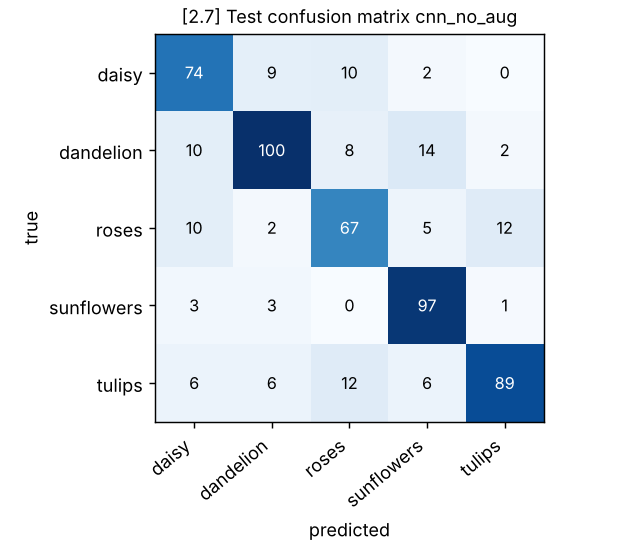 [2.7] Test confusion matrix cnn_no_aug
true
daisy 74 9 10 2 0
dandelion 10 100 8 14 2
roses 10 2 67 5 12
sunflowers 3 3 0 97 1
tulips 6 6 12 6 89
daisy dandelion roses sunflowers tulips
predicted